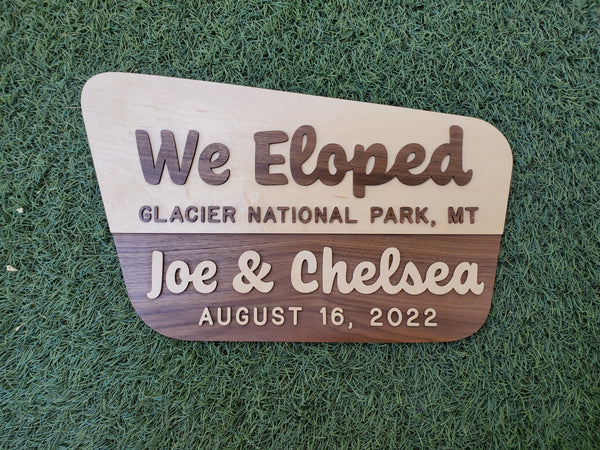 We Eloped
GLACIER NATIONAL PARK, MT
Joe & Chelsea
AUGUST 16, 2022